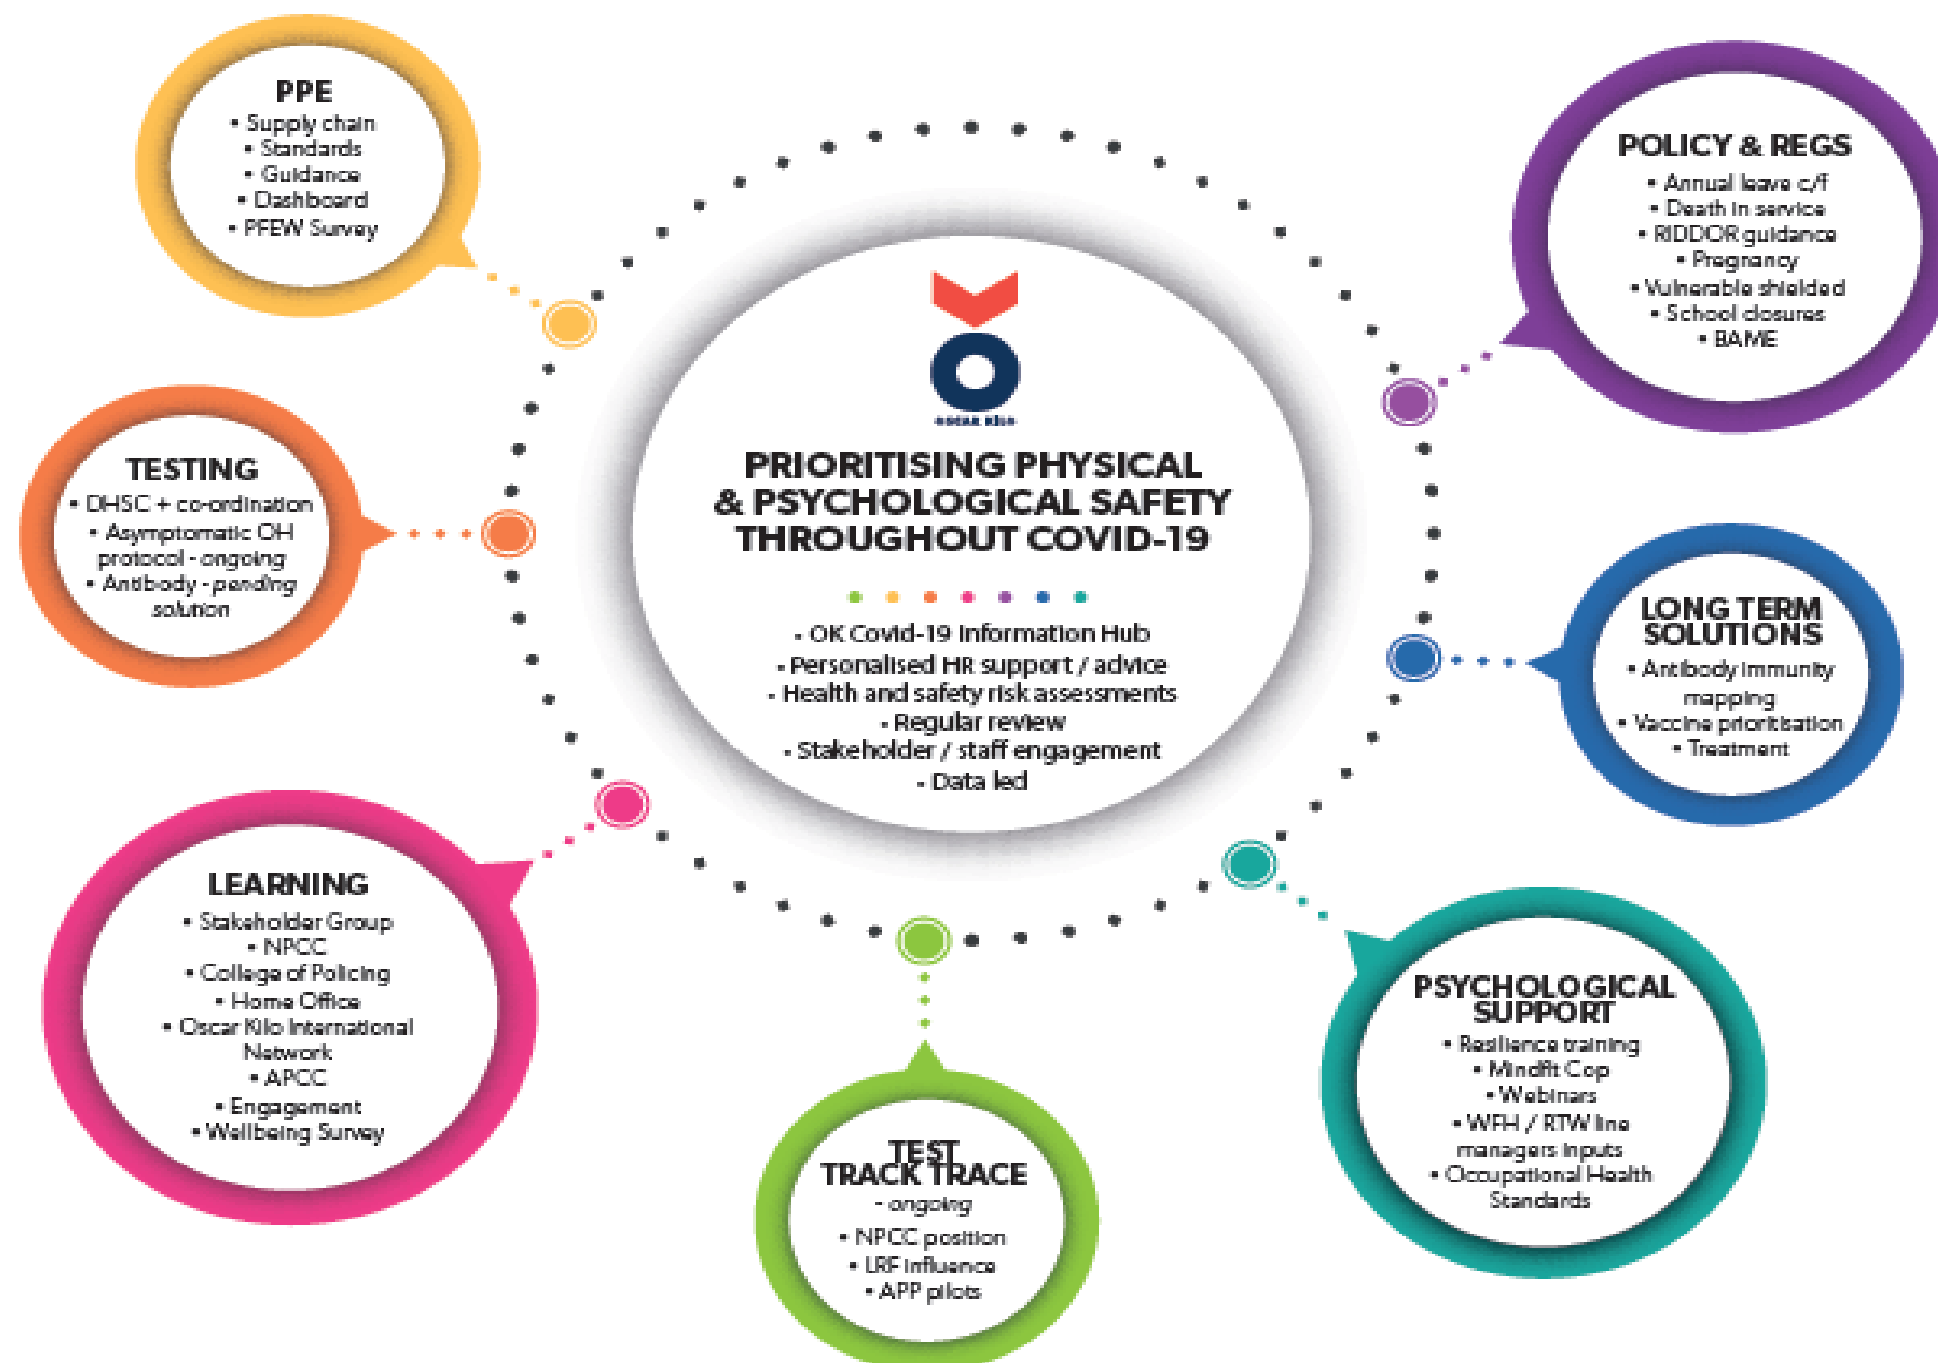 PPE
• Supply chain
• Standards
• Guidance
• Dashboard
• PFEW Survey
POLICY & REGS
• Annual leave c/f
• Death in service
• RIDDOR guidance
• Pregnancy
• Vulnerable shielded
• School closures
• BAME
OSCAR KILO
PRIORITISING PHYSICAL
& PSYCHOLOGICAL SAFETY
THROUGHOUT COVID-19
- OK Covid-19 Information Hub
- Personalised HR support / advice
- Health and safety risk assessments
- Regular review
- Stakeholder / staff engagement
- Data led
TESTING
• DHSC + co-ordination
• Asymptomatic OH
protocol - ongoing
• Antibody - pending
solution
LONG TERM
SOLUTIONS
• Antibody immunity
mapping
• Vaccine prioritisation
• Treatment
LEARNING
• Stakeholder Group
• NPCC
• College of Policing
• Home Office
• Oscar Kilo International
Network
• APCC
• Engagement
• Wellbeing Survey
PSYCHOLOGICAL
SUPPORT
• Resilience training
• Mindfit Cop
• Webinars
• WFH / RTW line
managers inputs
• Occupational Health
Standards
TEST
TRACK TRACE
- ongoing
• NPCC position
• LRF influence
• APP pilots